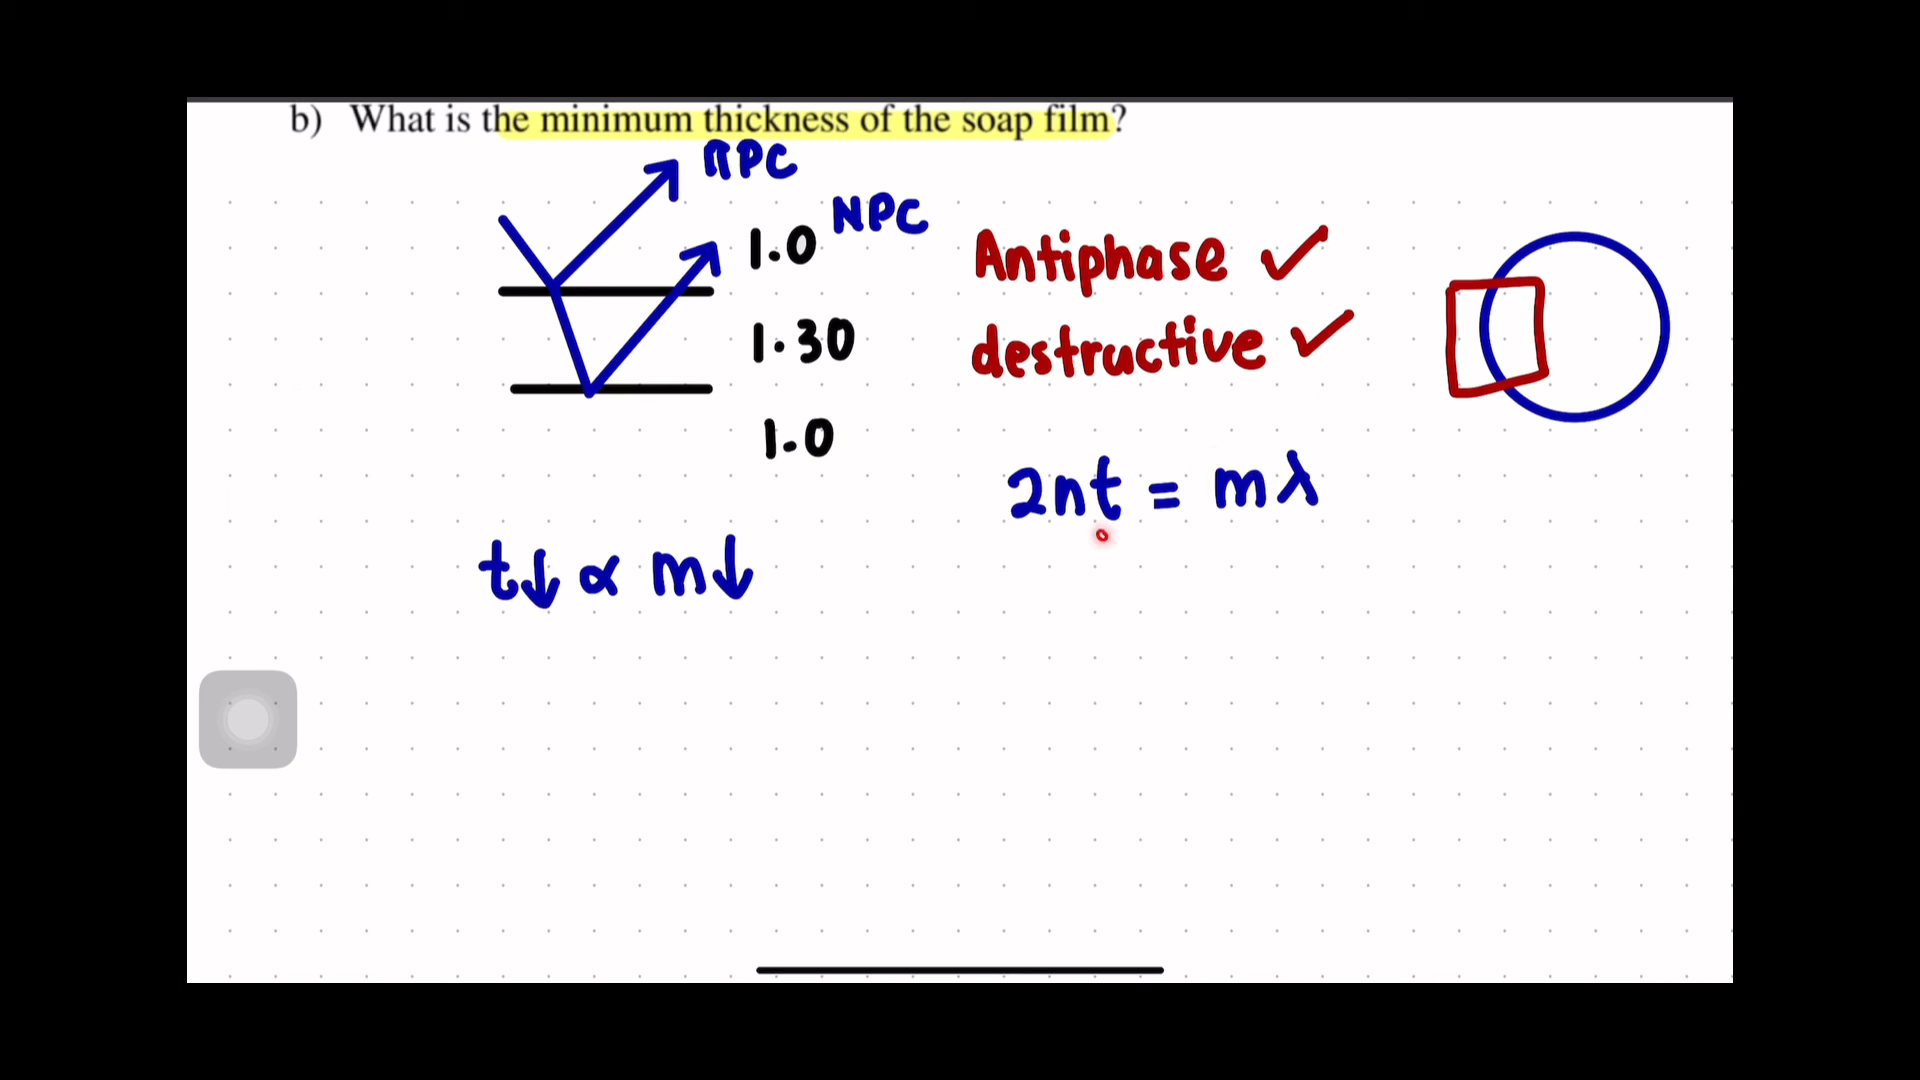 b) What is the minimum thickness of the soap film?
πPC
NPC
1.0
Antiphase ✓
1.30
destructive ✓
1.0
2nt = mλ
t↓ ∝ m↓